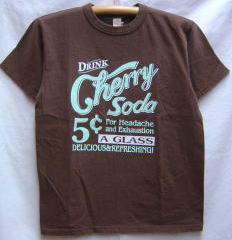 DRINK
Cherry
Soda
5¢ For Headache
and Exhaustion
A GLASS
DELICIOUS&REFRESHING!